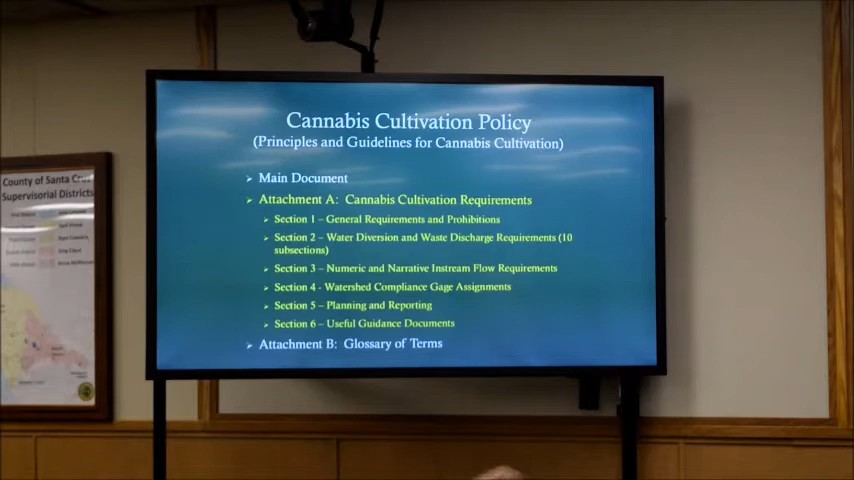 Cannabis Cultivation Policy
(Principles and Guidelines for Cannabis Cultivation)
➢ Main Document
➢ Attachment A: Cannabis Cultivation Requirements
➢ Section 1 – General Requirements and Prohibitions
➢ Section 2 – Water Diversion and Waste Discharge Requirements (10
subsections)
➢ Section 3 – Numeric and Narrative Instream Flow Requirements
➢ Section 4 - Watershed Compliance Gage Assignments
➢ Section 5 – Planning and Reporting
➢ Section 6 – Useful Guidance Documents
➢ Attachment B: Glossary of Terms
County of Santa Cruz
Supervisorial Districts